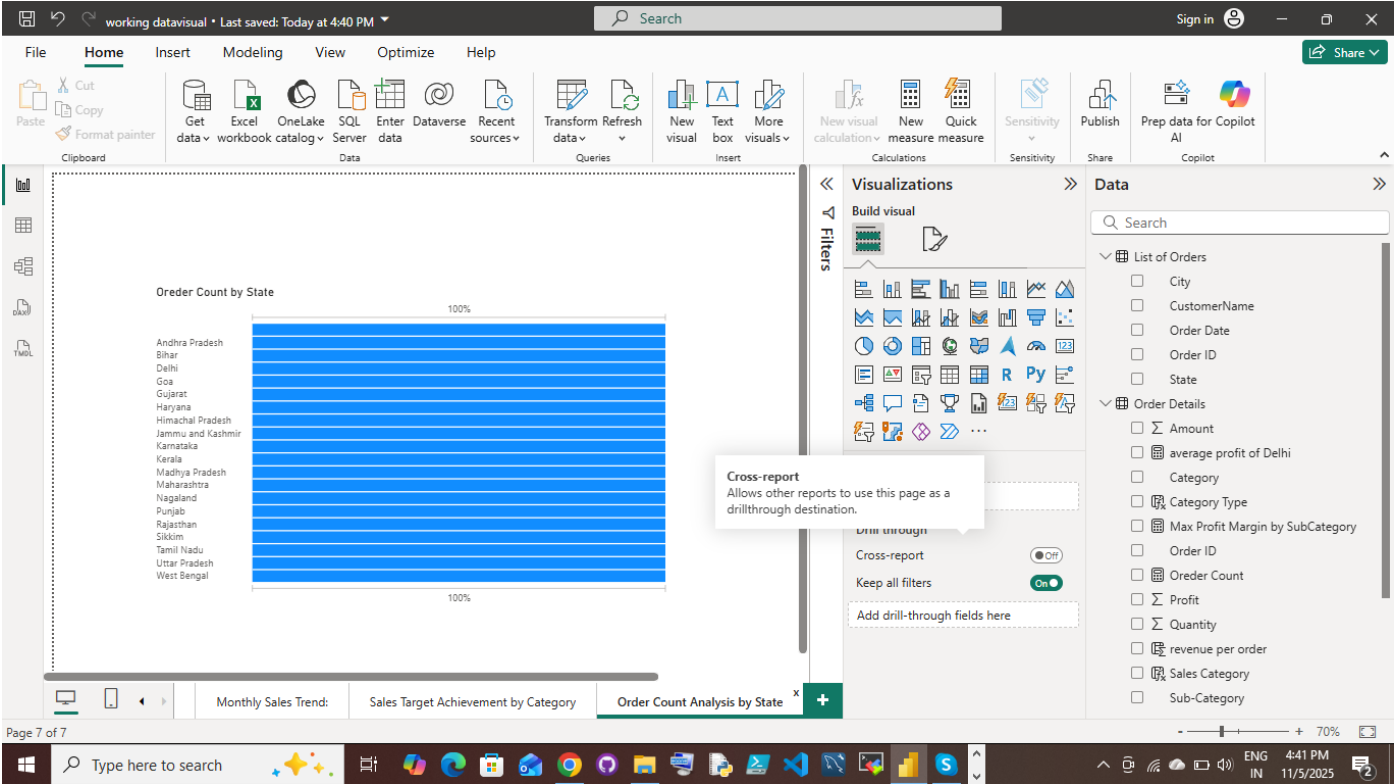 working datavisual • Last saved: Today at 4:40 PM
Search
Sign in
File Home Insert Modeling View Optimize Help
Share
Paste
Cut
Copy
Format painter
Clipboard
Get data
Excel workbook
OneLake catalog
SQL Server
Enter data
Dataverse
Recent sources
Data
Transform data
Refresh
Queries
New visual
Text box
More visuals
Insert
New visual calculation
New measure
Quick measure
Calculations
Sensitivity
Sensitivity
Publish
Share
Prep data for AI
Copilot
Copilot
Oreder Count by State
100%
Andhra Pradesh
Bihar
Delhi
Goa
Gujarat
Haryana
Himachal Pradesh
Jammu and Kashmir
Karnataka
Kerala
Madhya Pradesh
Maharashtra
Nagaland
Punjab
Rajasthan
Sikkim
Tamil Nadu
Uttar Pradesh
West Bengal
100%
Filters
Visualizations
Build visual
123
R
Py
Cross-report
Allows other reports to use this page as a
drillthrough destination.
Drill through
Cross-report
Off
Keep all filters
On
Add drill-through fields here
Data
Search
List of Orders
City
CustomerName
Order Date
Order ID
State
Order Details
Amount
average profit of Delhi
Category
Category Type
Max Profit Margin by SubCategory
Order ID
Oreder Count
Profit
Quantity
revenue per order
Sales Category
Sub-Category
DAX
TMDL
Monthly Sales Trend:
Sales Target Achievement by Category
Order Count Analysis by State
x
Page 7 of 7
70%
Type here to search
ENG
IN
4:41 PM
11/5/2025
2